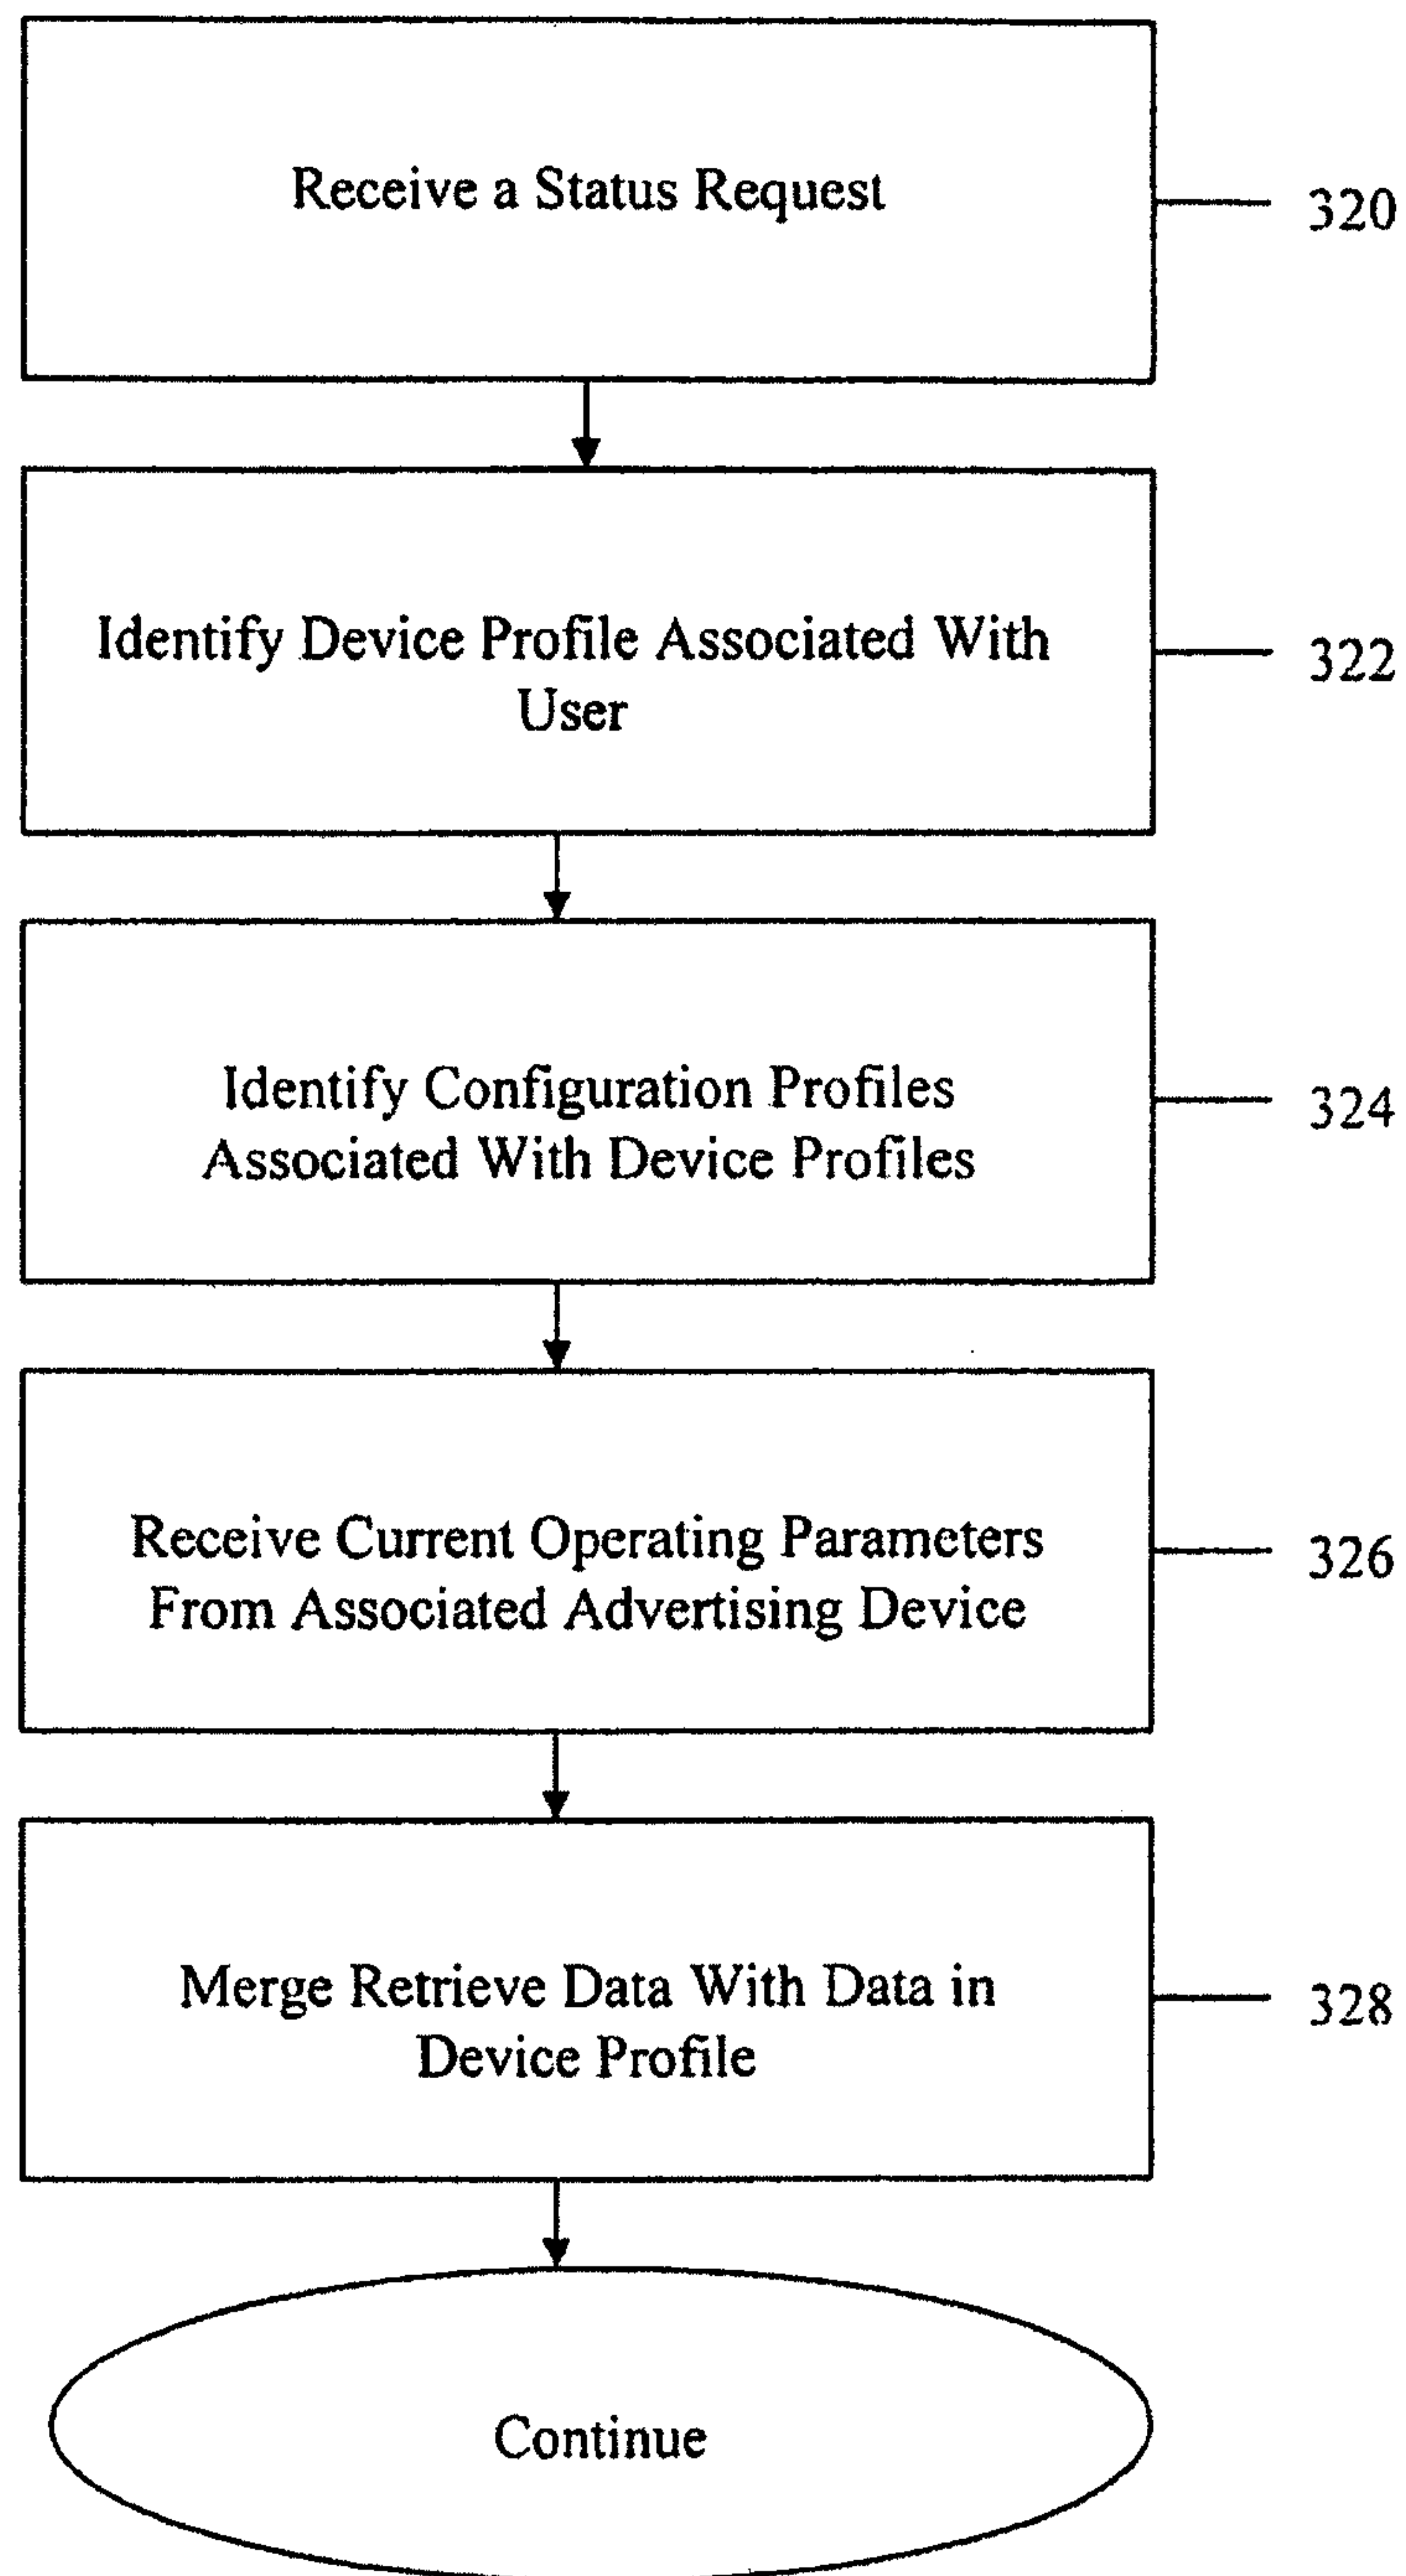 Receive a Status Request
320
Identify Device Profile Associated With
User
322
Identify Configuration Profiles
Associated With Device Profiles
324
Receive Current Operating Parameters
From Associated Advertising Device
326
Merge Retrieve Data With Data in
Device Profile
328
Continue